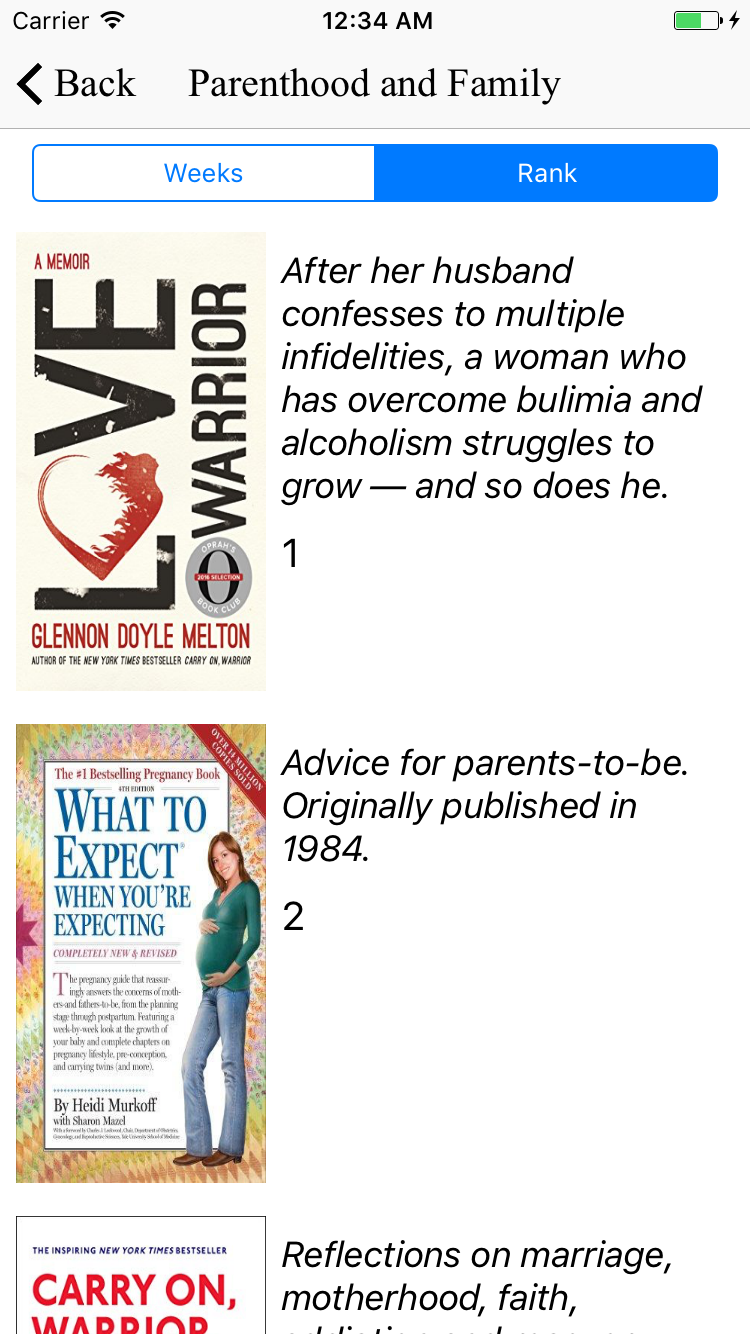 Carrier
12:34 AM
Back
Parenthood and Family
Weeks
Rank
A MEMOIR
LOVE
WARRIOR
OPRAH'S
O
2016 SELECTION
BOOK CLUB
GLENNON DOYLE MELTON
AUTHOR OF THE NEW YORK TIMES BESTSELLER CARRY ON, WARRIOR
After her husband
confesses to multiple
infidelities, a woman who
has overcome bulimia and
alcoholism struggles to
grow — and so does he.
1
OVER 14 MILLION
COPIES SOLD
The #1 Bestselling Pregnancy Book
4TH EDITION
WHAT TO
EXPECT®
WHEN YOU'RE
EXPECTING
COMPLETELY NEW & REVISED
The pregnancy guide that reassur-
ingly answers the concerns of moth-
ers-and fathers-to-be, from the planning
stage through postpartum. Featuring a
week-by-week look at the growth of
your baby and complete chapters on
pregnancy lifestyle, pre-conception,
and carrying twins (and more).
By Heidi Murkoff
with Sharon Mazel
Advice for parents-to-be.
Originally published in
1984.
2
THE INSPIRING NEW YORK TIMES BESTSELLER
CARRY ON,
WARRIOR
Reflections on marriage,
motherhood, faith,